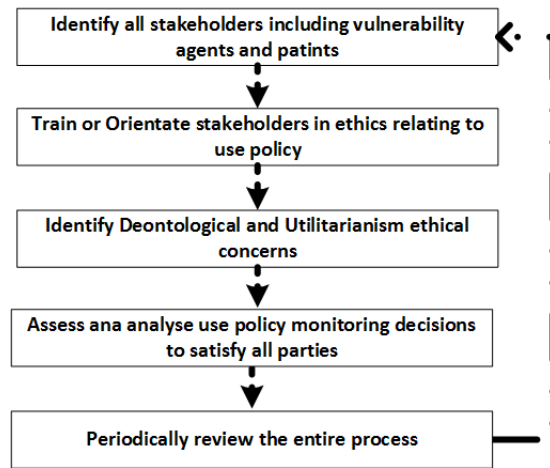 Identify all stakeholders including vulnerability
agents and patints
Train or Orientate stakeholders in ethics relating to
use policy
Identify Deontological and Utilitarianism ethical
concerns
Assess ana analyse use policy monitoring decisions
to satisfy all parties
Periodically review the entire process